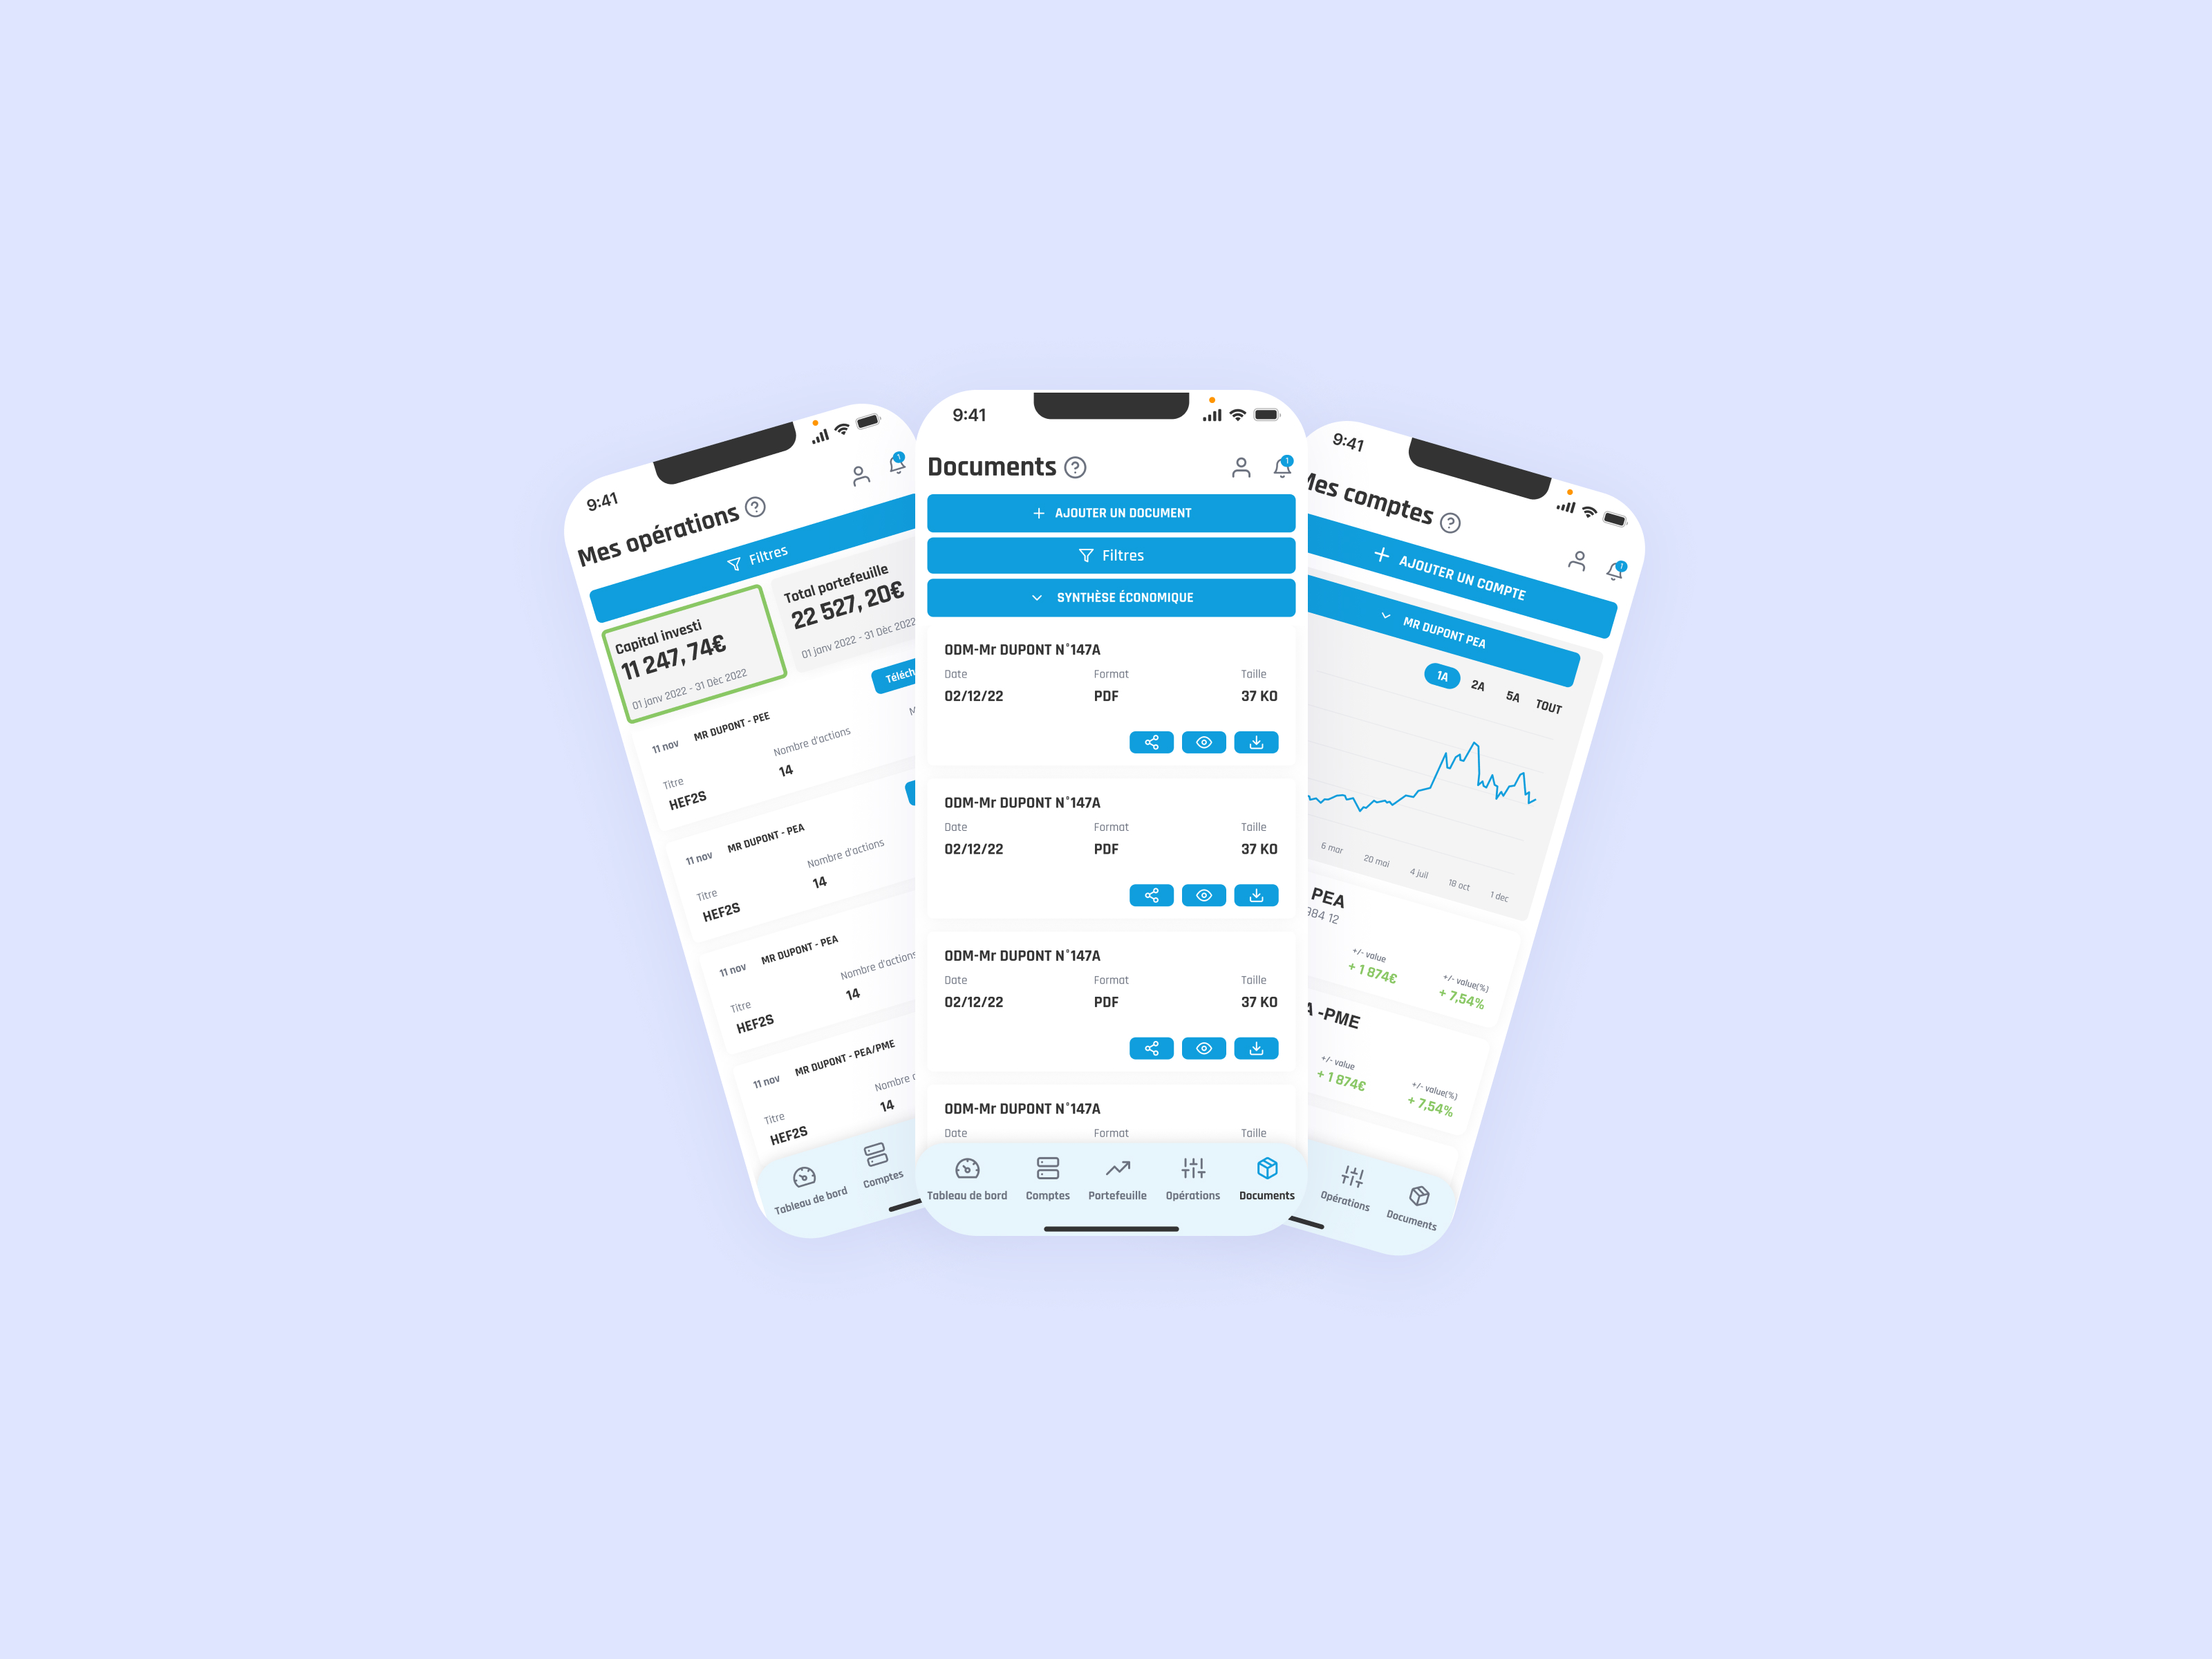 9:41
Mes opérations
1
Filtres
Capital investi
11 247, 74€
01 janv 2022 - 31 Déc 2022
Total portefeuille
22 527, 20€
01 janv 2022 - 31 Déc 2022
11 nov MR DUPONT - PEE
Titre Nombre d'actions
HEF2S 14
11 nov MR DUPONT - PEA
Titre Nombre d'actions
HEF2S 14
11 nov MR DUPONT - PEA
Titre Nombre d'actions
HEF2S 14
11 nov MR DUPONT - PEA/PME
Titre Nombre
HEF2S 14
Tableau de bord Comptes
9:41
Documents
1
AJOUTER UN DOCUMENT
Filtres
SYNTHÈSE ÉCONOMIQUE
ODM-Mr DUPONT N°147A
Date Format Taille
02/12/22 PDF 37 KO
ODM-Mr DUPONT N°147A
Date Format Taille
02/12/22 PDF 37 KO
ODM-Mr DUPONT N°147A
Date Format Taille
02/12/22 PDF 37 KO
ODM-Mr DUPONT N°147A
Date Format Taille
Tableau de bord Comptes Portefeuille Opérations Documents
9:41
Mes comptes
1
AJOUTER UN COMPTE
MR DUPONT PEA
1A 2A 5A TOUT
6 mar 20 mai 4 juil 18 oct 1 dec
PEA
984 12
+/- value +/- value(%)
+ 1 874€ + 7,54%
-PME
+/- value +/- value(%)
+ 1 874€ + 7,54%
Opérations Documents